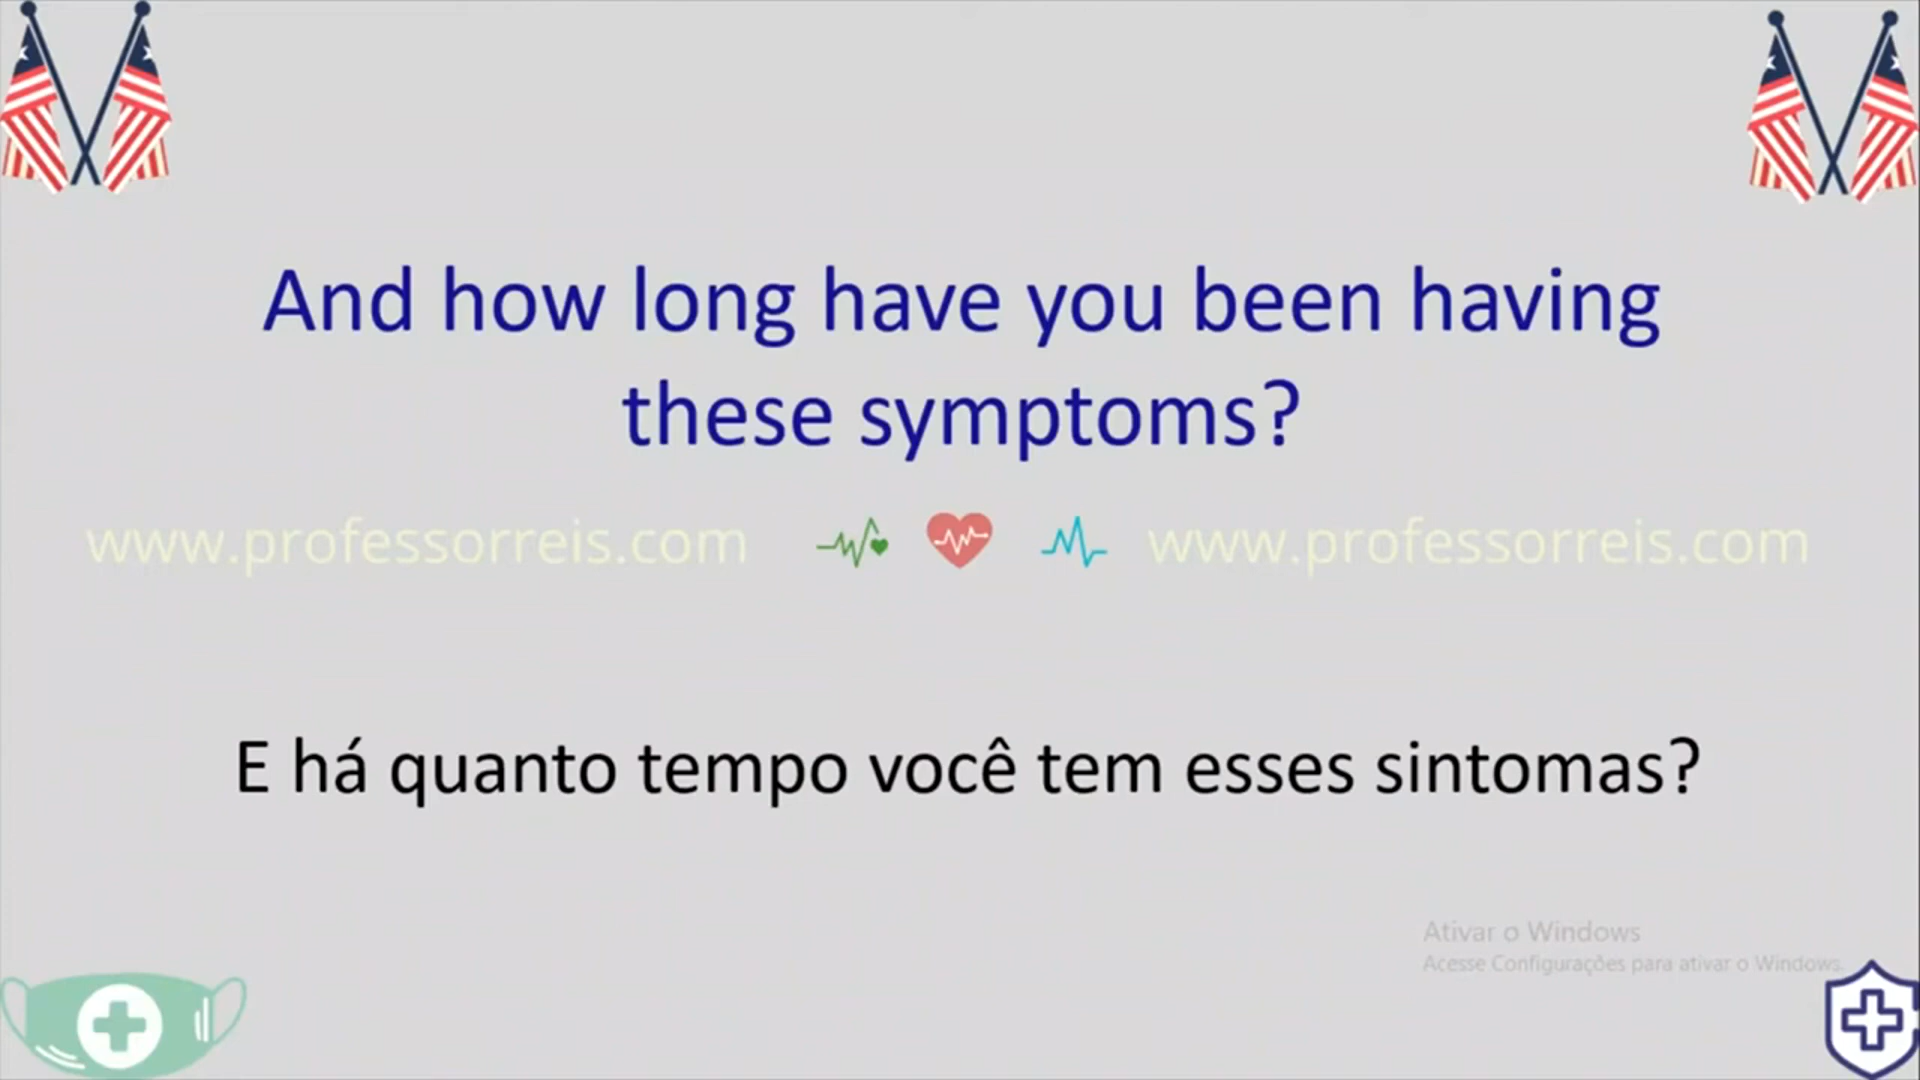 And how long have you been having
these symptoms?
www.professorreis.com www.professorreis.com
E há quanto tempo você tem esses sintomas?
Ativar o Windows
Acesse Configurações para ativar o Windows.